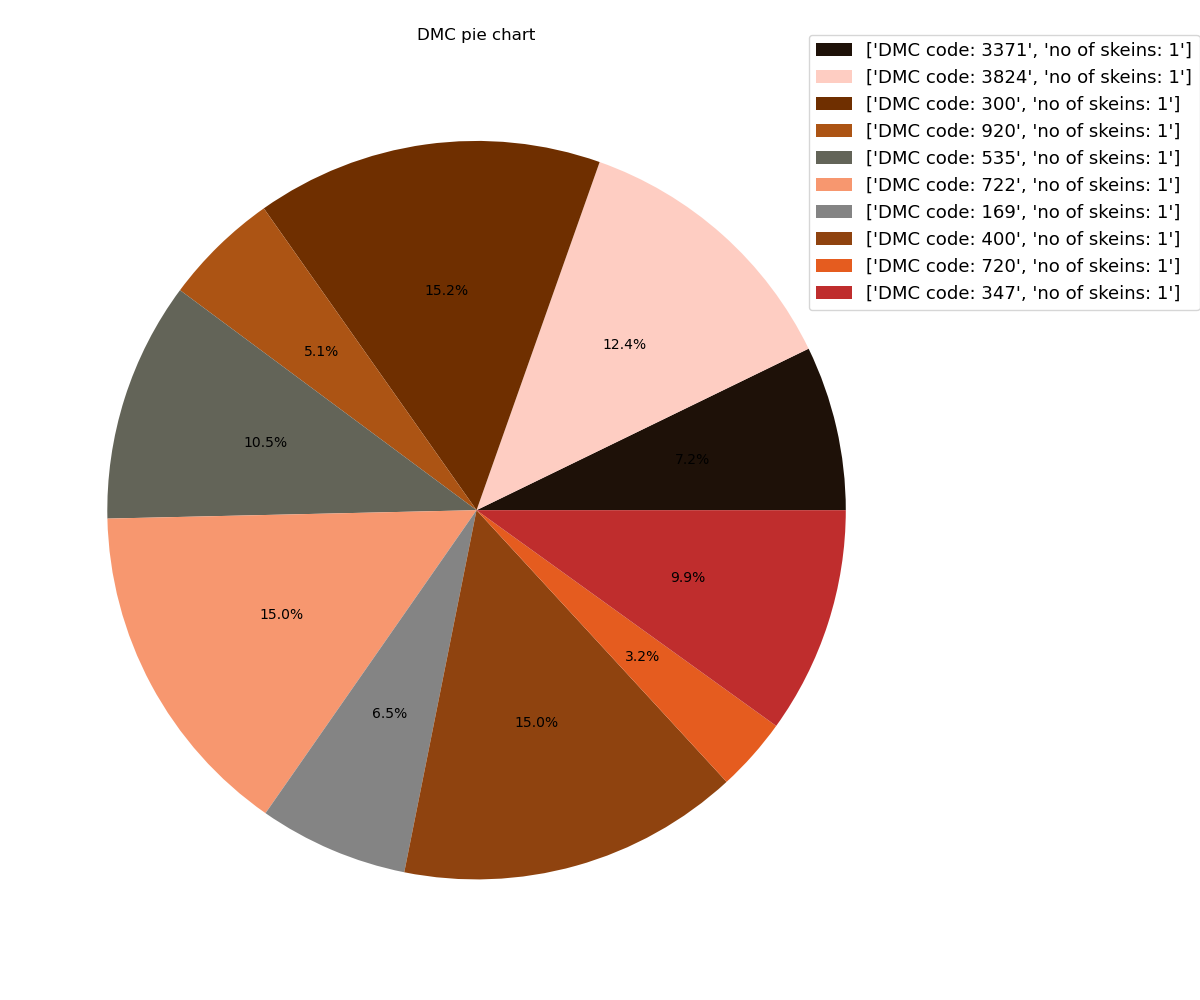 DMC pie chart
['DMC code: 3371', 'no of skeins: 1']
['DMC code: 3824', 'no of skeins: 1']
['DMC code: 300', 'no of skeins: 1']
['DMC code: 920', 'no of skeins: 1']
['DMC code: 535', 'no of skeins: 1']
['DMC code: 722', 'no of skeins: 1']
['DMC code: 169', 'no of skeins: 1']
['DMC code: 400', 'no of skeins: 1']
['DMC code: 720', 'no of skeins: 1']
['DMC code: 347', 'no of skeins: 1']
15.2%
12.4%
5.1%
10.5%
7.2%
15.0%
9.9%
6.5%
15.0%
3.2%